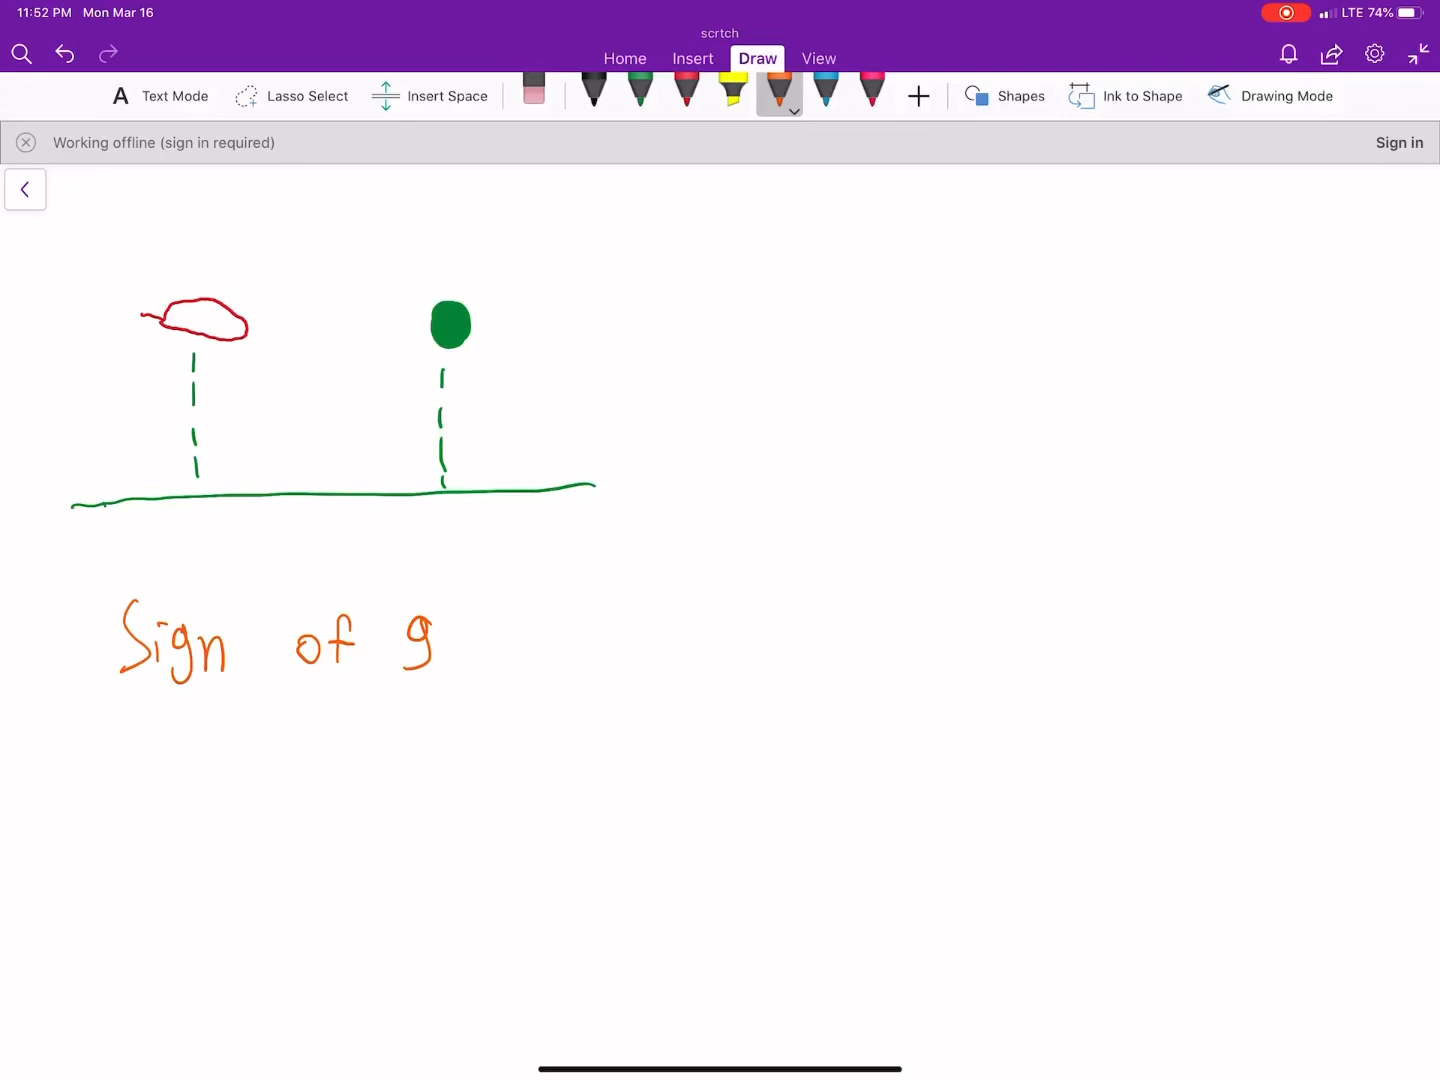 11:52 PM Mon Mar 16
LTE 74%
scrtch
Home Insert Draw View
A Text Mode Lasso Select Insert Space Shapes Ink to Shape Drawing Mode
Working offline (sign in required) Sign in
Sign of g